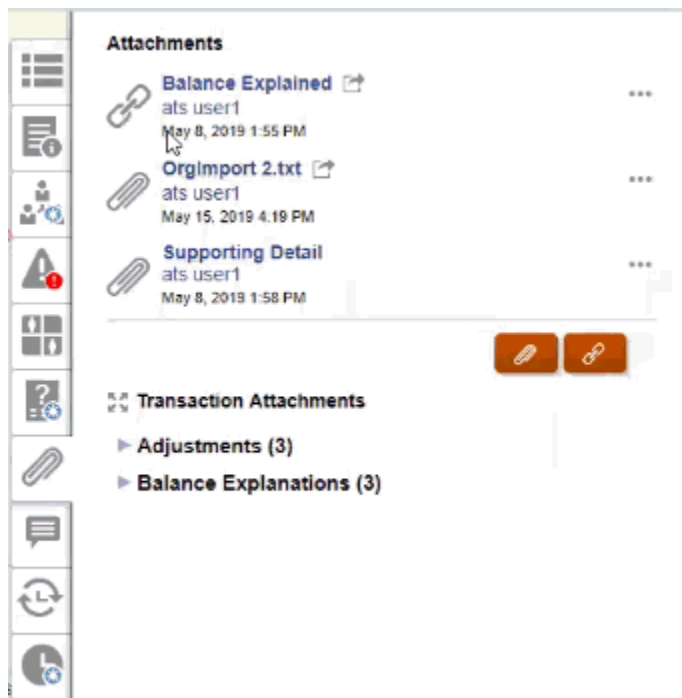 Attachments
Balance Explained
ats user1
May 8, 2019 1:55 PM
OrgImport 2.txt
ats user1
May 15, 2019 4:19 PM
Supporting Detail
ats user1
May 8, 2019 1:58 PM
Transaction Attachments
Adjustments (3)
Balance Explanations (3)